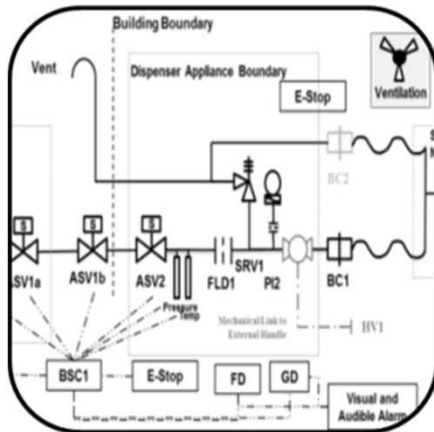 Building Boundary
Vent
Dispenser Appliance Boundary
E-Stop
Ventilation
BC2
S
S
S
S
ASV1a
ASV1b
ASV2
Pressure
Temp
FLD1
SRV1
PI2
BC1
Mechanical Link to
External Handle
HV1
BSC1
E-Stop
FD
GD
Visual and
Audible Alarm